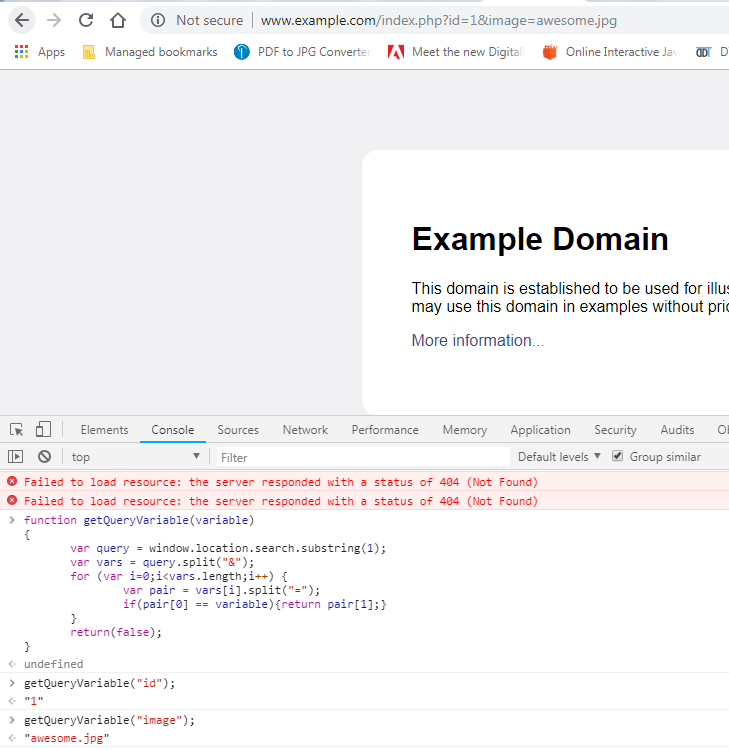 Not secure | www.example.com/index.php?id=1&image=awesome.jpg
Apps Managed bookmarks PDF to JPG Converter Meet the new Digital Online Interactive Jav
Example Domain
This domain is established to be used for illus
may use this domain in examples without prio
More information...
Elements Console Sources Network Performance Memory Application Security Audits
top Filter Default levels ▼ Group similar
Failed to load resource: the server responded with a status of 404 (Not Found)
Failed to load resource: the server responded with a status of 404 (Not Found)
> function getQueryVariable(variable)
{
var query = window.location.search.substring(1);
var vars = query.split("&");
for (var i=0;i<vars.length;i++) {
var pair = vars[i].split("=");
if(pair[0] == variable){return pair[1];}
}
return(false);
}
undefined
> getQueryVariable("id");
"1"
> getQueryVariable("image");
"awesome.jpg"